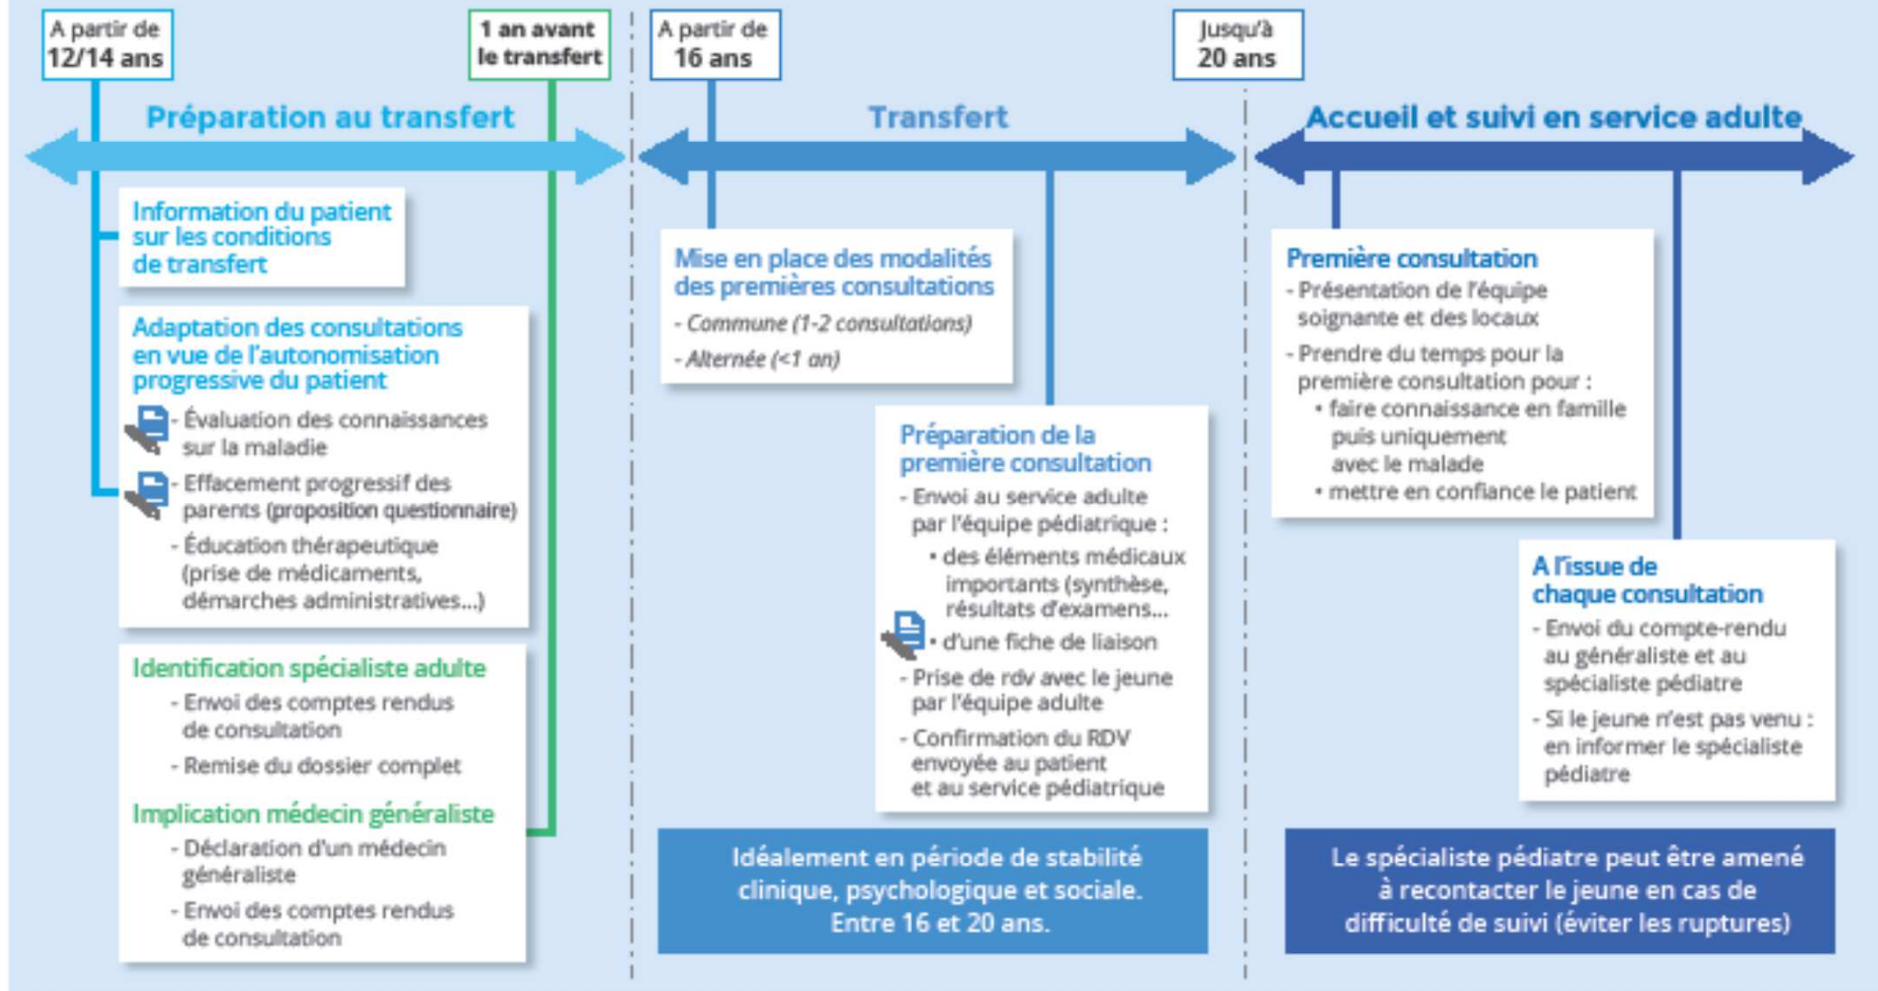 A partir de
12/14 ans
1 an avant
le transfert
A partir de
16 ans
Jusqu'à
20 ans
Préparation au transfert
Information du patient
sur les conditions
de transfert
Adaptation des consultations
en vue de l'autonomisation
progressive du patient
- Évaluation des connaissances
sur la maladie
- Effacement progressif des
parents (proposition questionnaire)
- Éducation thérapeutique
(prise de médicaments,
démarches administratives...)
Identification spécialiste adulte
- Envoi des comptes rendus
de consultation
- Remise du dossier complet
Implication médecin généraliste
- Déclaration d'un médecin
généraliste
- Envoi des comptes rendus
de consultation
Transfert
Mise en place des modalités
des premières consultations
- Commune (1-2 consultations)
- Alternée (<1 an)
Préparation de la
première consultation
- Envoi au service adulte
par l'équipe pédiatrique :
• des éléments médicaux
importants (synthèse,
résultats d'examens...
• d'une fiche de liaison
- Prise de rdv avec le jeune
par l'équipe adulte
- Confirmation du RDV
envoyée au patient
et au service pédiatrique
Idéalement en période de stabilité
clinique, psychologique et sociale.
Entre 16 et 20 ans.
Accueil et suivi en service adulte
Première consultation
- Présentation de l'équipe
soignante et des locaux
- Prendre du temps pour la
première consultation pour :
• faire connaissance en famille
puis uniquement
avec le malade
• mettre en confiance le patient
A l'issue de
chaque consultation
- Envoi du compte-rendu
au généraliste et au
spécialiste pédiatre
- Si le jeune n'est pas venu :
en informer le spécialiste
pédiatre
Le spécialiste pédiatre peut être amené
à recontacter le jeune en cas de
difficulté de suivi (éviter les ruptures)